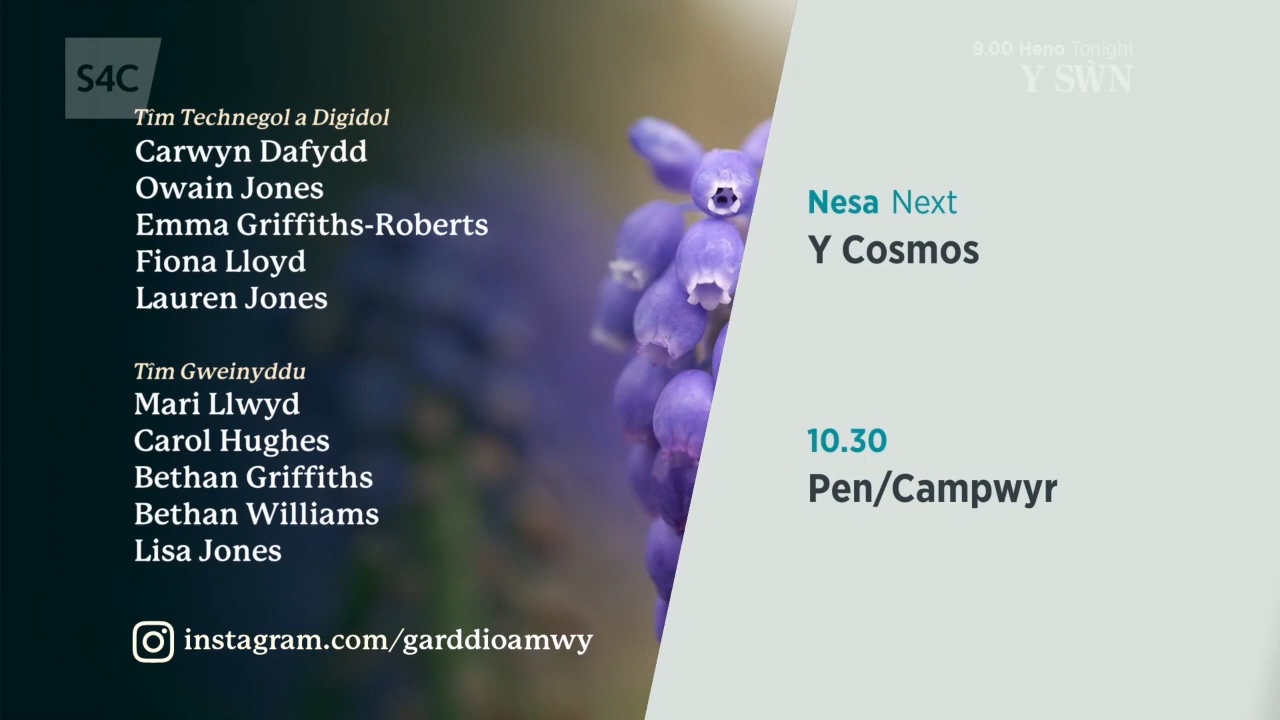 S4C
Tîm Technegol a Digidol
Carwyn Dafydd
Owain Jones
Emma Griffiths-Roberts
Fiona Lloyd
Lauren Jones
Tîm Gweinyddu
Mari Llwyd
Carol Hughes
Bethan Griffiths
Bethan Williams
Lisa Jones
instagram.com/garddioamwy
9.00 Heno Tonight
Y SŴN
Nesa Next
Y Cosmos
10.30
Pen/Campwyr